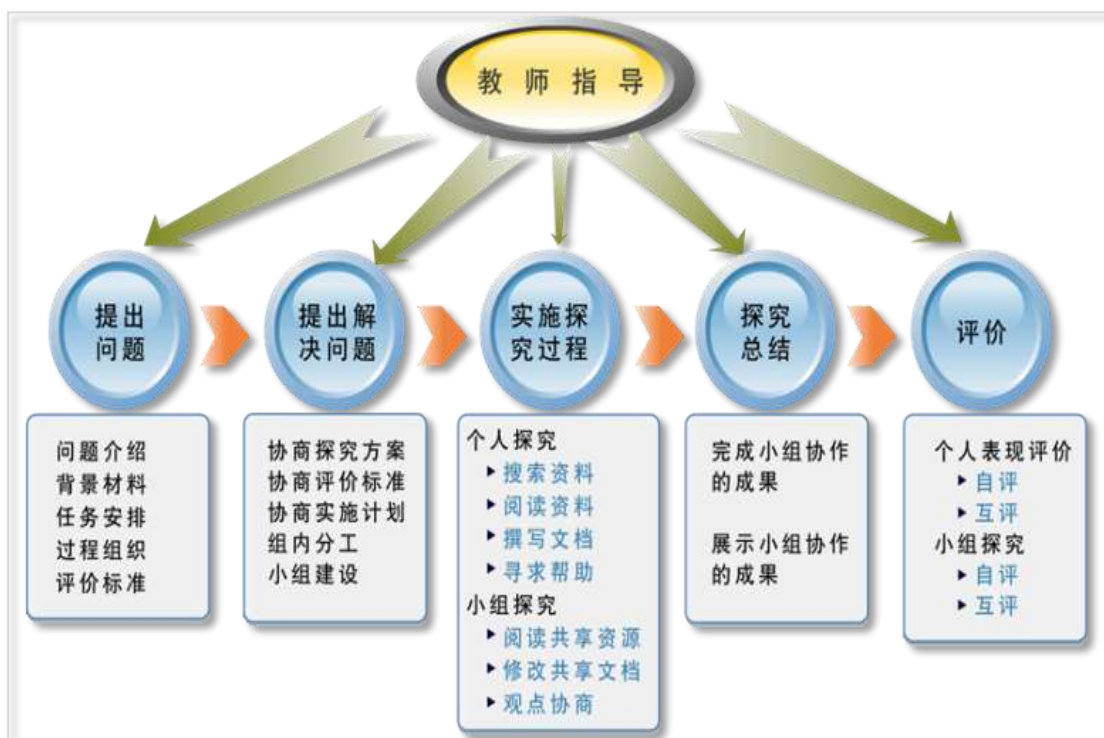 教师指导
提出
问题
提出解
决问题
实施探
究过程
探究
总结
评价
问题介绍
背景材料
任务安排
过程组织
评价标准
协商探究方案
协商评价标准
协商实施计划
组内分工
小组建设
个人探究
搜索资料
阅读资料
撰写文档
寻求帮助
小组探究
阅读共享资源
修改共享文档
观点协商
完成小组协作
的成果
展示小组协作
的成果
个人表现评价
自评
互评
小组探究
自评
互评